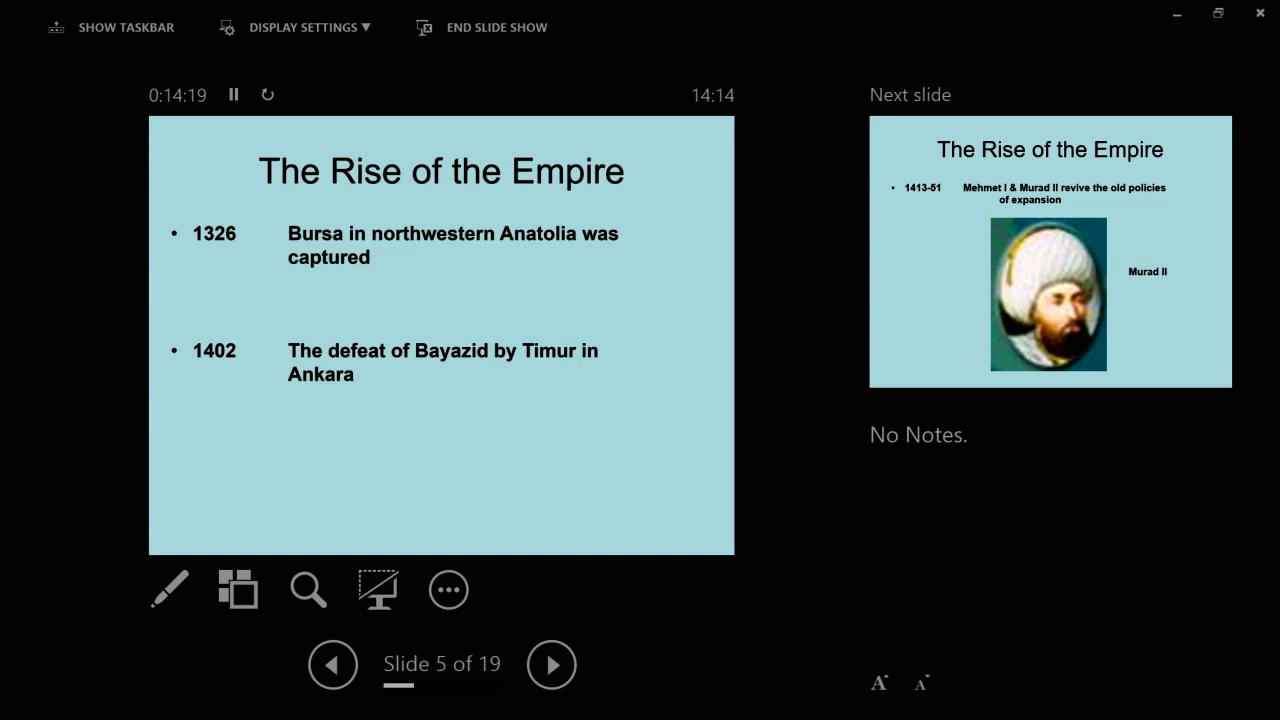 SHOW TASKBAR
DISPLAY SETTINGS ▼
END SLIDE SHOW
0:14:19
14:14
Next slide
The Rise of the Empire
• 1326 Bursa in northwestern Anatolia was
captured
• 1402 The defeat of Bayazid by Timur in
Ankara
The Rise of the Empire
• 1413-51 Mehmet I & Murad II revive the old policies
of expansion
Murad II
No Notes.
Slide 5 of 19
A A